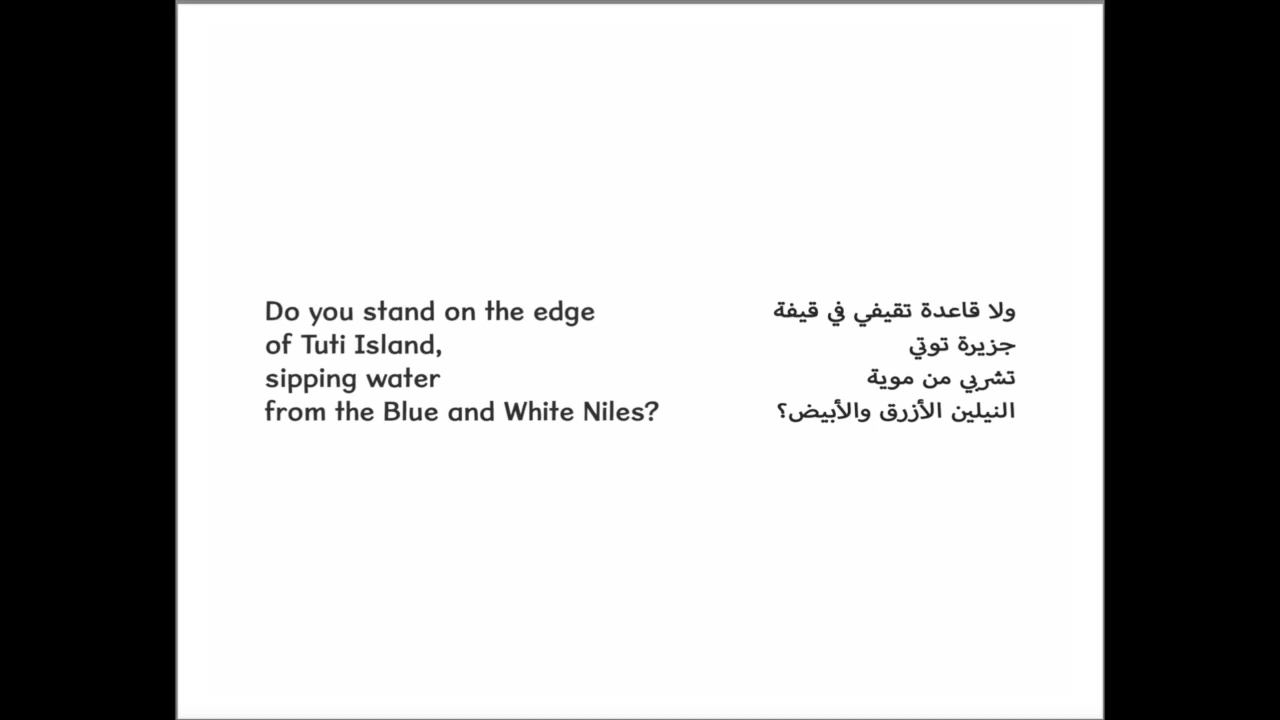 Do you stand on the edge
of Tuti Island,
sipping water
from the Blue and White Niles?
ولا قاعدة تقيفي في قيفة
جزيرة توتي
تشربي من موية
النيلين الأزرق والأبيض؟